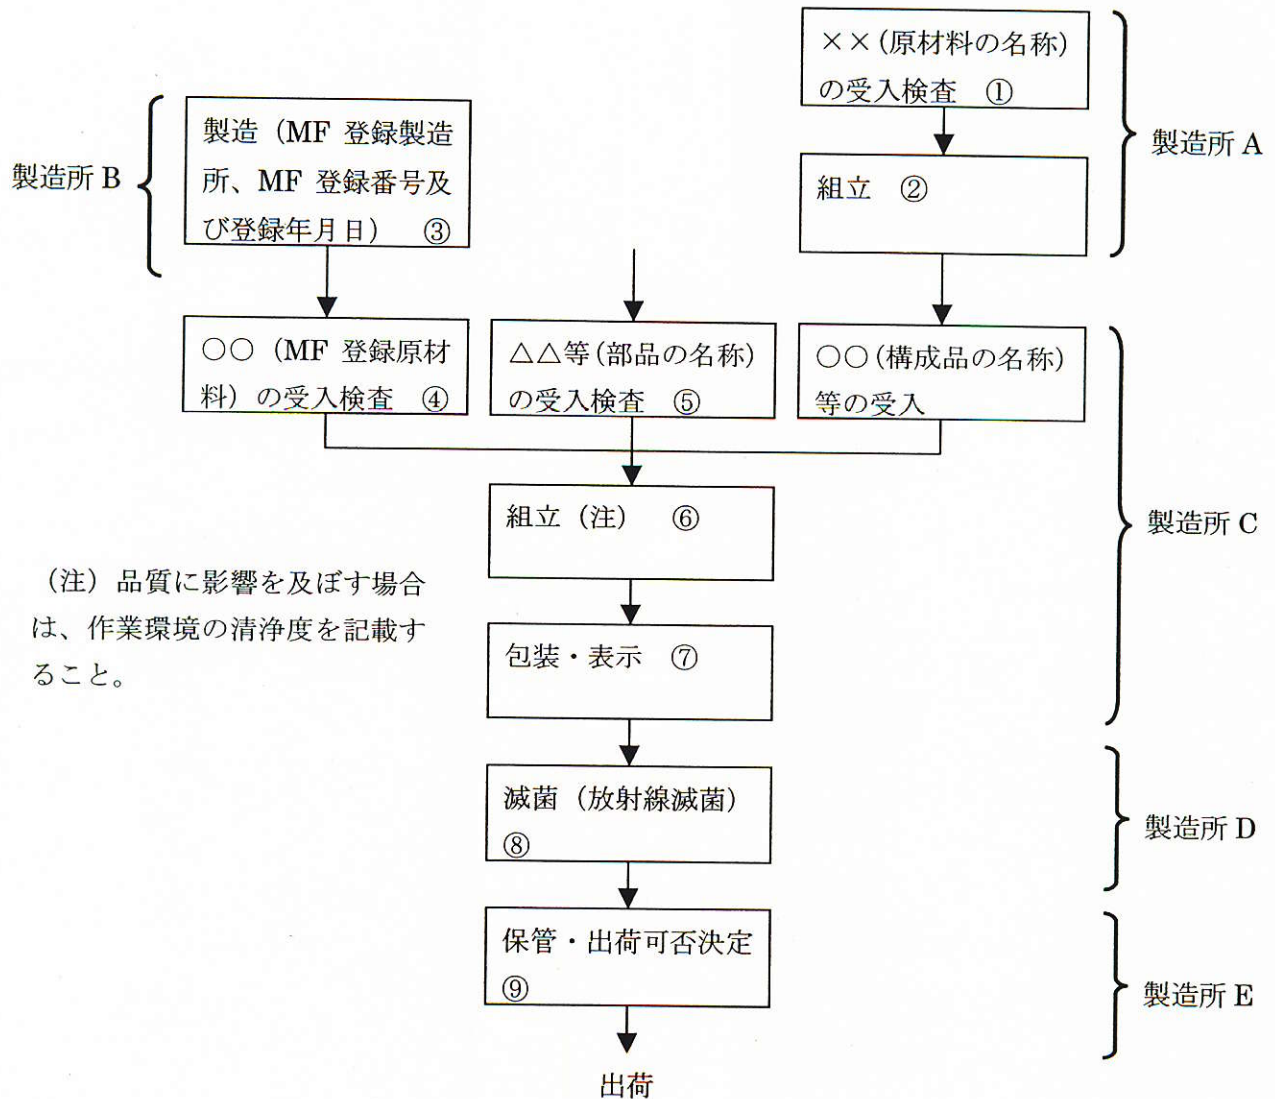 ××(原材料の名称)
の受入検査 ①
製造所 A
組立 ②
製造所 B
製造（MF 登録製造
所、MF 登録番号及
び登録年月日） ③
○○（MF 登録原材
料）の受入検査 ④
△△等(部品の名称)
の受入検査 ⑤
○○(構成品の名称)
等の受入
組立（注） ⑥
製造所 C
（注）品質に影響を及ぼす場合
は、作業環境の清浄度を記載す
ること。
包装・表示 ⑦
滅菌（放射線滅菌）
⑧
製造所 D
保管・出荷可否決定
⑨
製造所 E
出荷